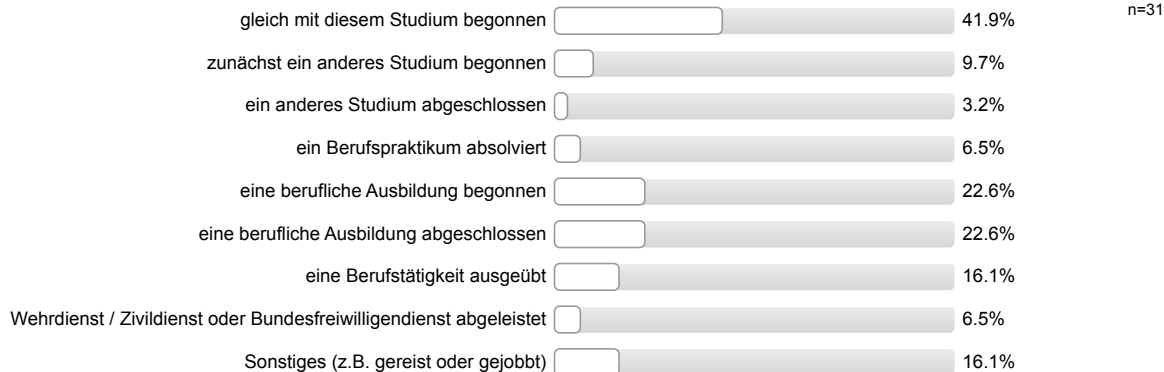 gleich mit diesem Studium begonnen 41.9% n=31
zunächst ein anderes Studium begonnen 9.7%
ein anderes Studium abgeschlossen 3.2%
ein Berufspraktikum absolviert 6.5%
eine berufliche Ausbildung begonnen 22.6%
eine berufliche Ausbildung abgeschlossen 22.6%
eine Berufstätigkeit ausgeübt 16.1%
Wehrdienst / Zivildienst oder Bundesfreiwilligendienst abgeleistet 6.5%
Sonstiges (z.B. gereist oder gejobbt) 16.1%